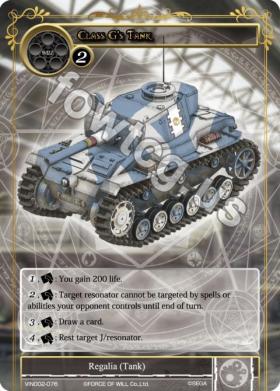 Class G's Tank
WILL
2
fowtcg.us
1. : You gain 200 life.
2. : Target resonator cannot be targeted by spells or
abilities your opponent controls until end of turn.
3. : Draw a card.
4. : Rest target J/resonator.
Regalia (Tank)
VIN002-076 ©FORCE OF WILL Co.,Ltd. ©SEGA